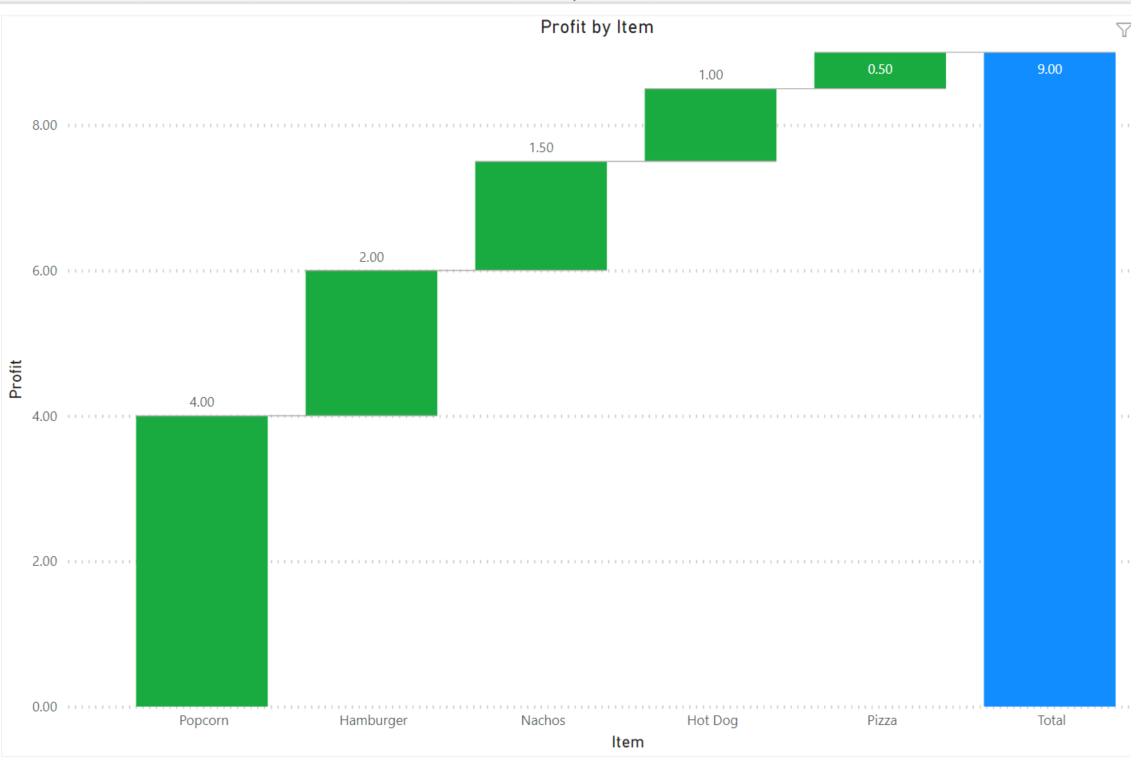 Profit by Item
0.50
9.00
1.00
8.00
1.50
2.00
6.00
Profit
4.00
4.00
2.00
0.00
Popcorn Hamburger Nachos Hot Dog Pizza Total
Item